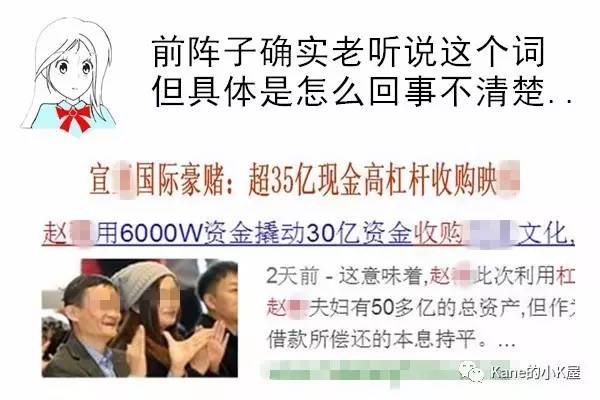 前阵子确实老听说这个词
但具体是怎么回事不清楚..
宣 国际豪赌：超35亿现金高杠杆收购映
赵 用6000W资金撬动30亿资金收购 文化,
2天前 - 这意味着,赵 此次利用杠
赵 夫妇有50多亿的总资产,但作为
借款所偿还的本息持平。...
Kane的小K屋